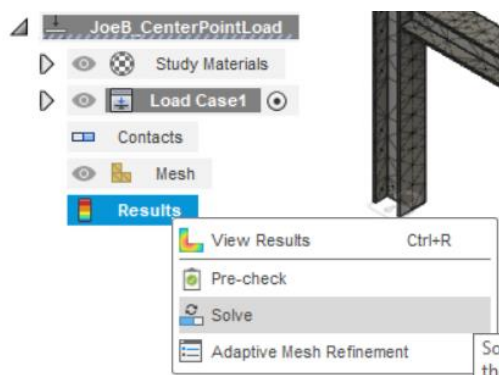 JoeB_CenterPointLoad
Study Materials
Load Case1
Contacts
Mesh
Results
View Results Ctrl+R
Pre-check
Solve
Adaptive Mesh Refinement